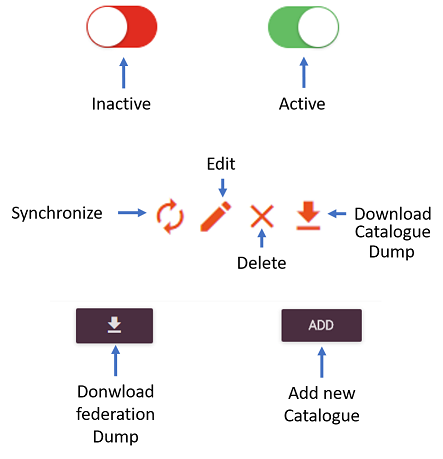 Inactive
Active
Edit
Synchronize
Download
Catalogue
Dump
Delete
ADD
Donwload
federation
Dump
Add new
Catalogue